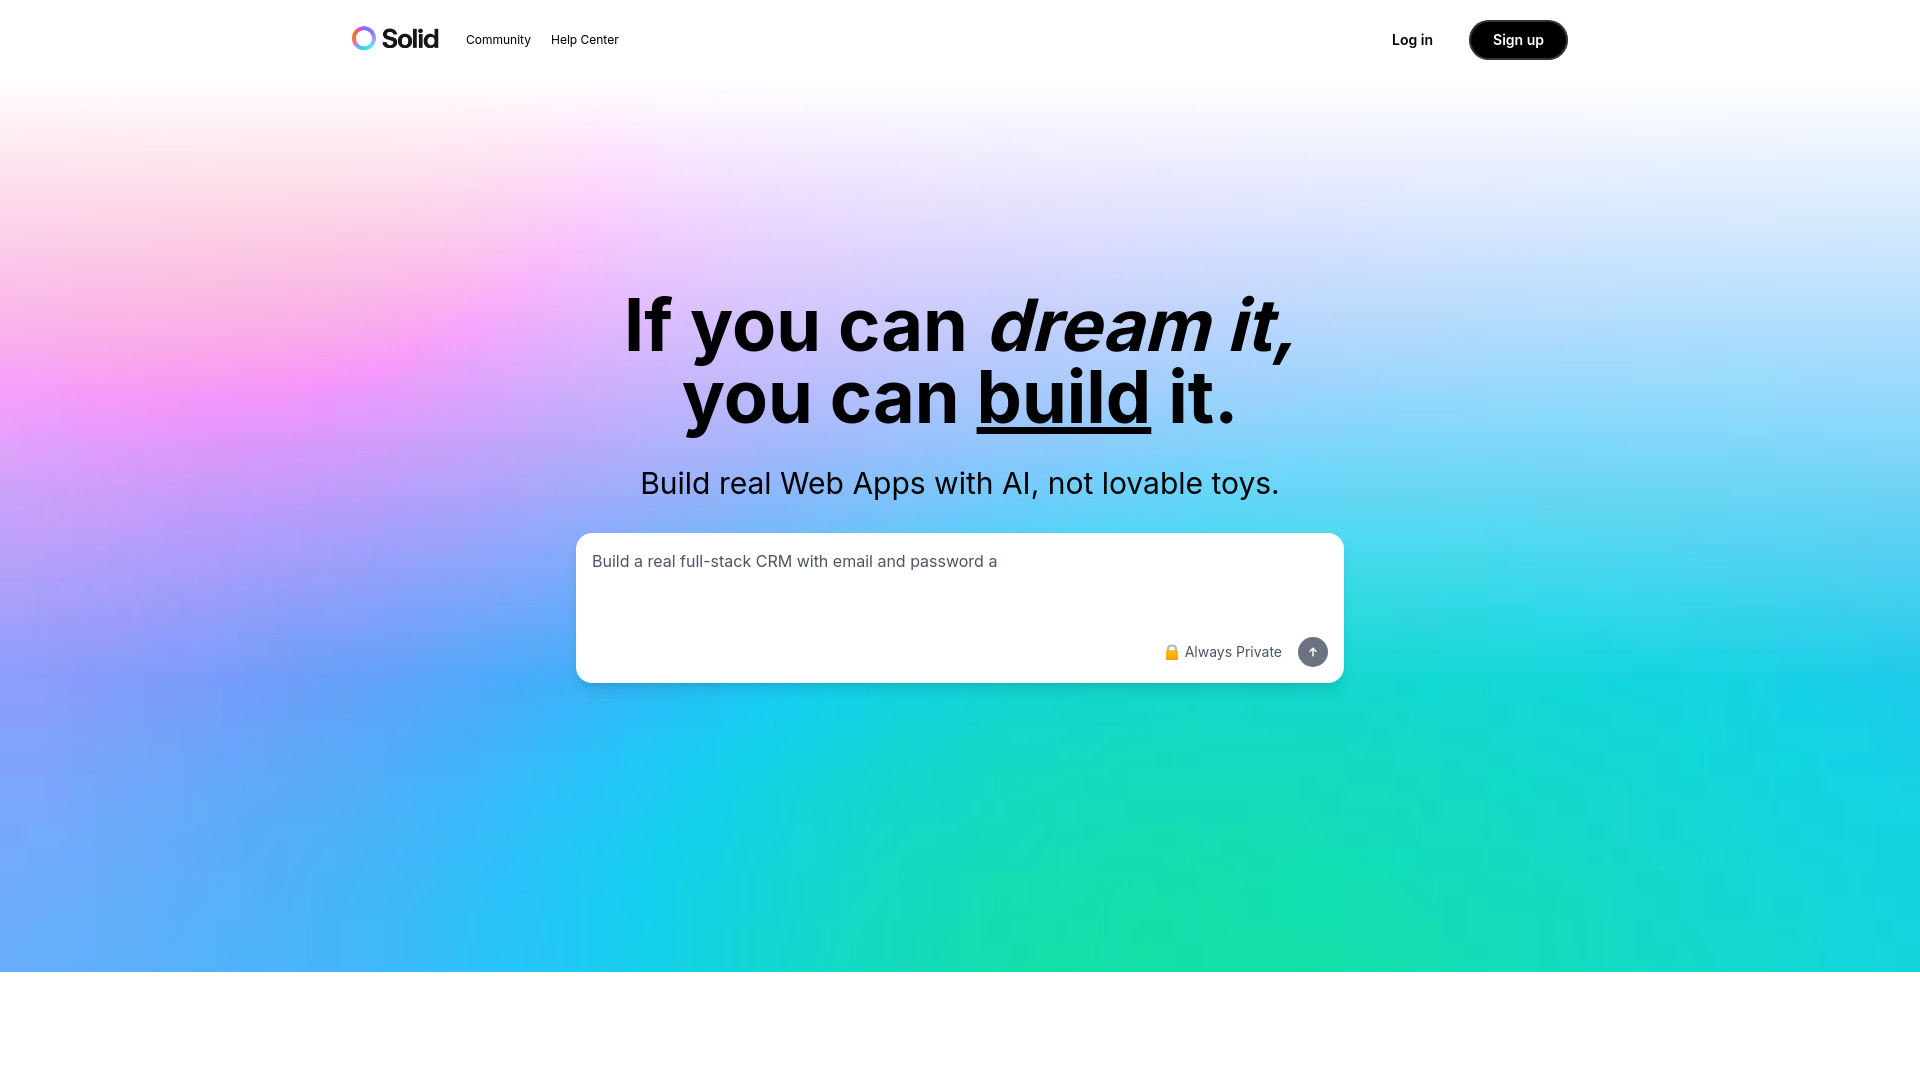 Solid
Community
Help Center
Log in
Sign up
If you can dream it,
you can build it.
Build real Web Apps with AI, not lovable toys.
Build a real full-stack CRM with email and password a
Always Private